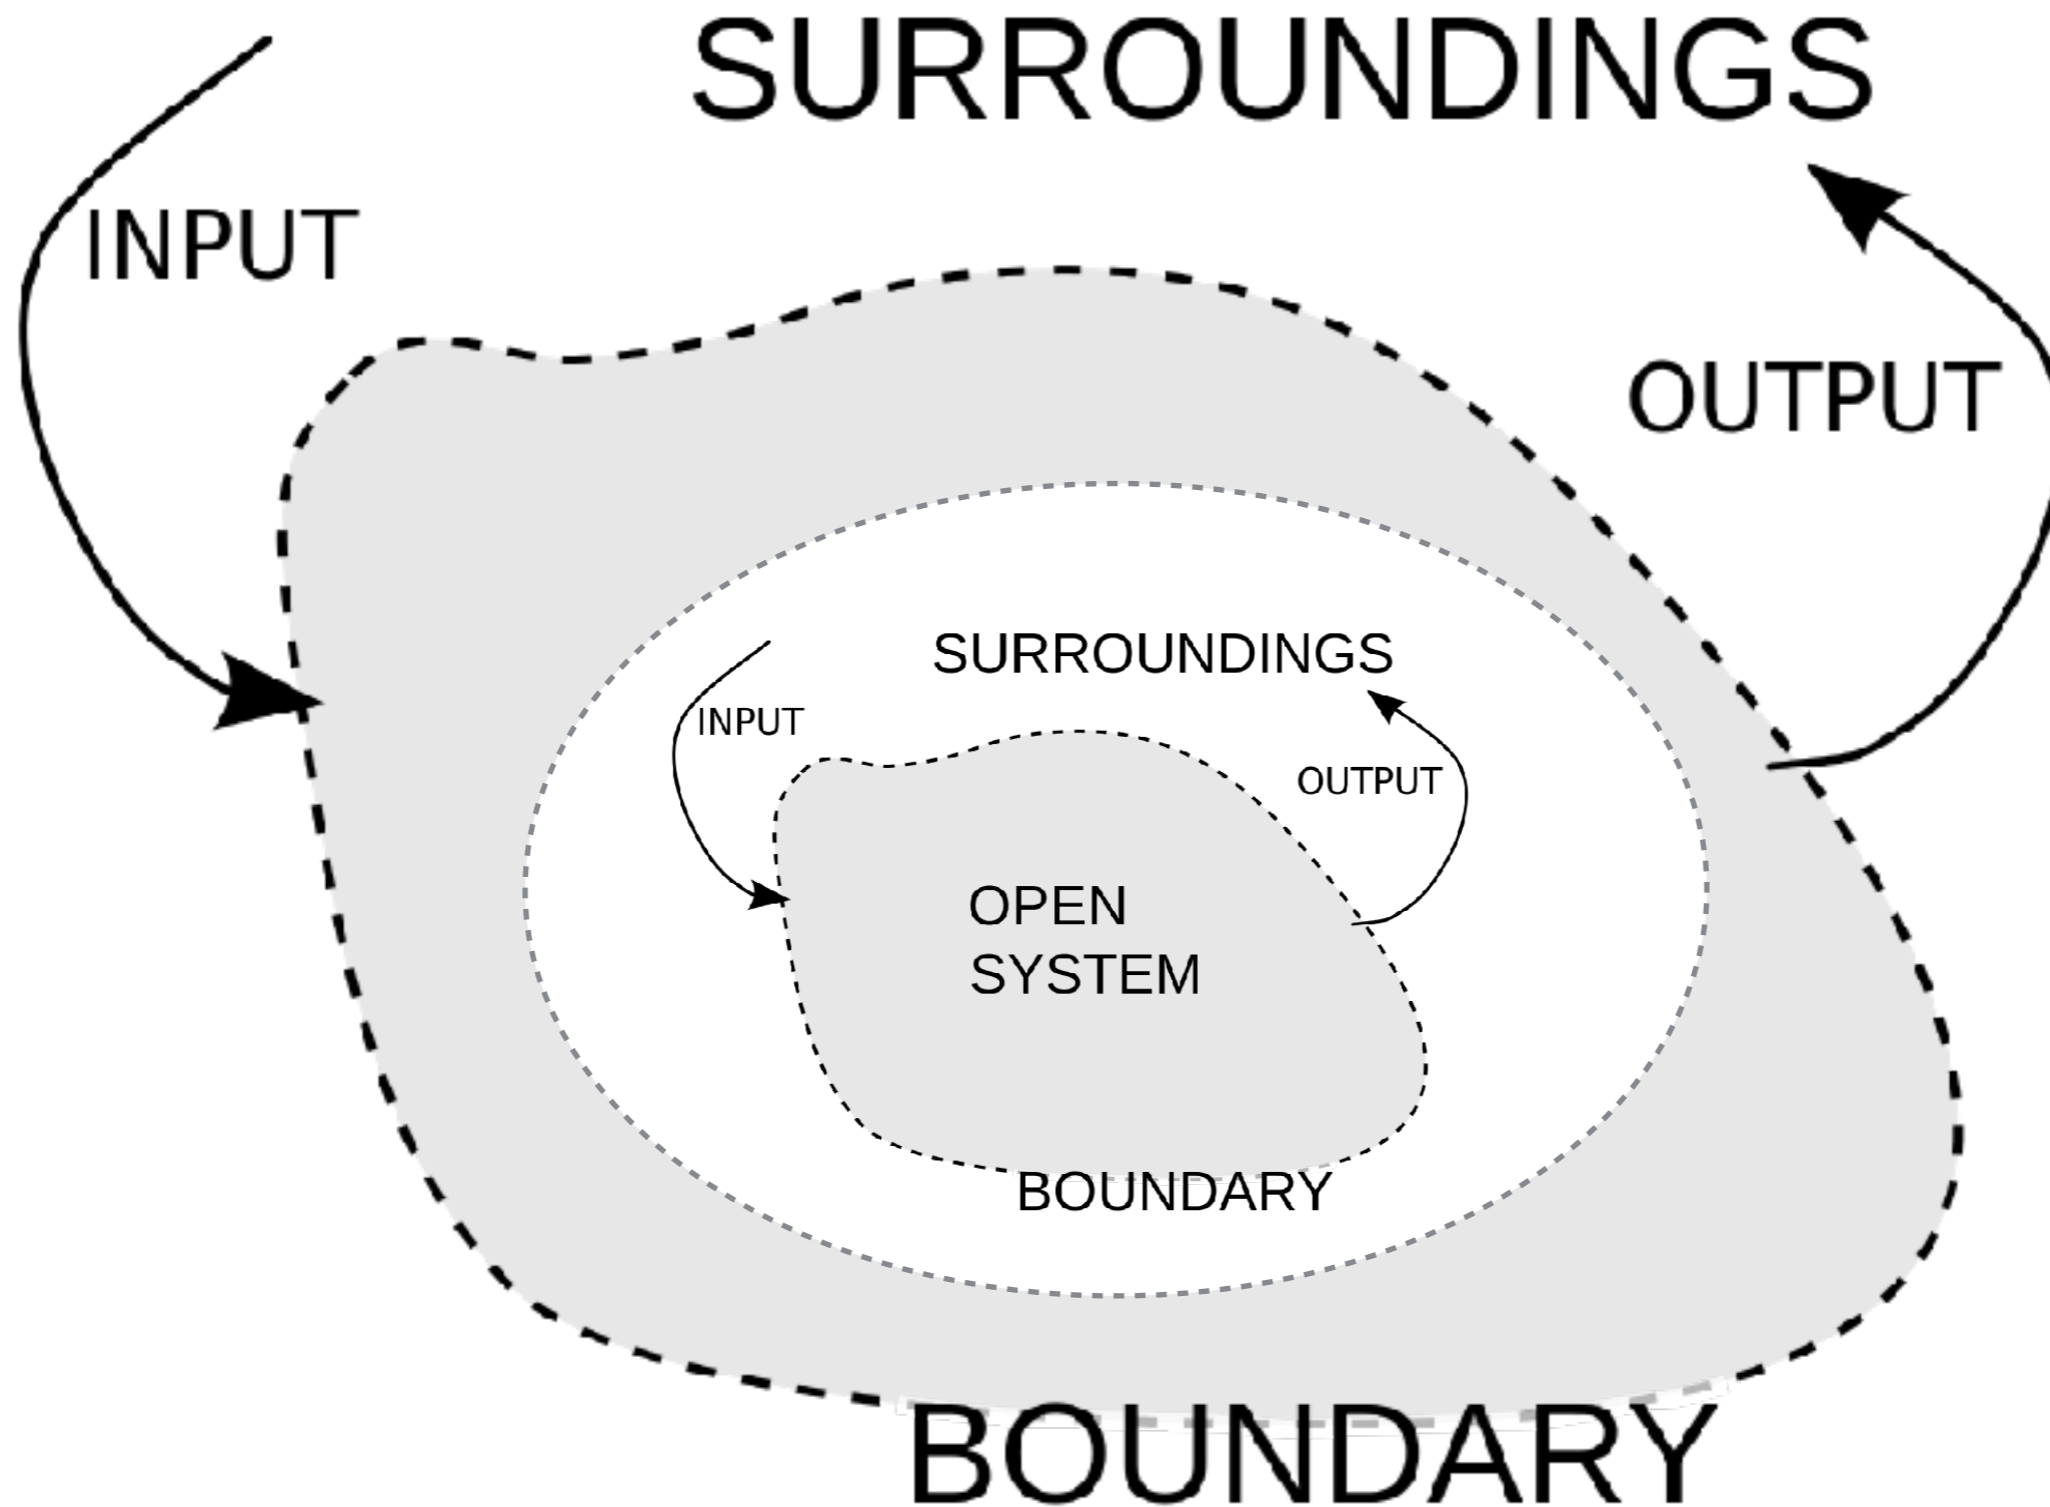 SURROUNDINGS
INPUT
OUTPUT
SURROUNDINGS
INPUT
OUTPUT
OPEN
SYSTEM
BOUNDARY
BOUNDARY